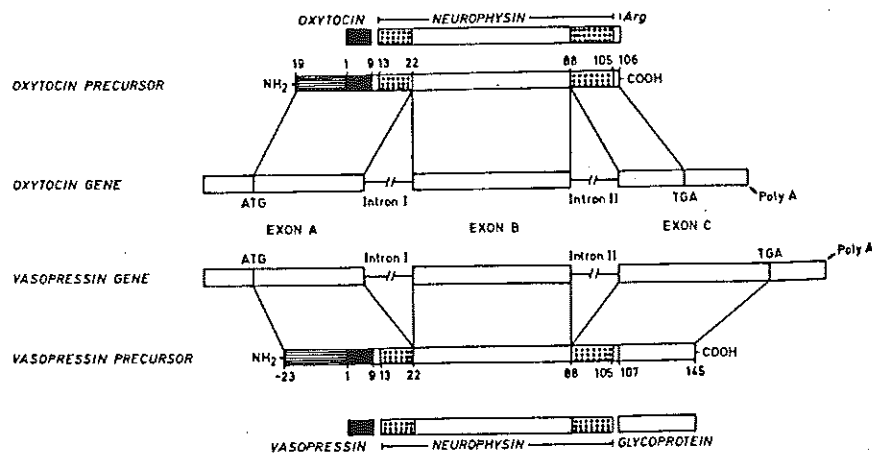 OXYTOCIN NEUROPHYSIN Arg
19 1 9 13 22 88 105 106
OXYTOCIN PRECURSOR NH2 COOH
OXYTOCIN GENE
ATG Intron I Intron II TGA Poly A
EXON A EXON B EXON C
ATG Intron I Intron II TGA Poly A
VASOPRESSIN GENE
VASOPRESSIN PRECURSOR NH2 COOH
-23 1 9 13 22 88 105 107 145
VASOPRESSIN NEUROPHYSIN GLYCOPROTEIN